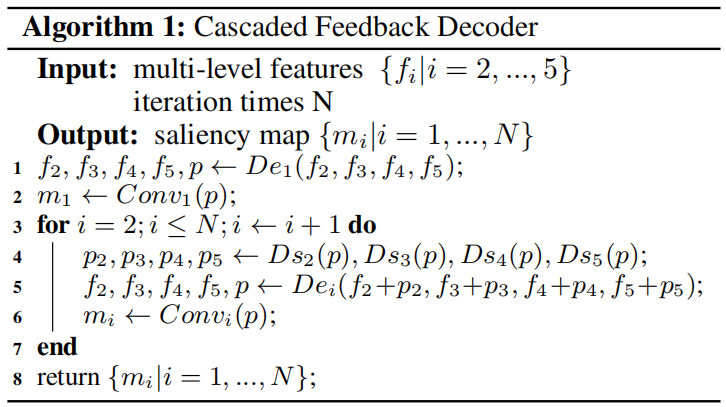 Algorithm 1: Cascaded Feedback Decoder
Input: multi-level features {f_i|i = 2, ..., 5}
iteration times N
Output: saliency map {m_i|i = 1, ..., N}
1 f_2, f_3, f_4, f_5, p ← De_1(f_2, f_3, f_4, f_5);
2 m_1 ← Conv_1(p);
3 for i = 2; i ≤ N; i ← i + 1 do
4 p_2, p_3, p_4, p_5 ← Ds_2(p), Ds_3(p), Ds_4(p), Ds_5(p);
5 f_2, f_3, f_4, f_5, p ← De_i(f_2+p_2, f_3+p_3, f_4+p_4, f_5+p_5);
6 m_i ← Conv_i(p);
7 end
8 return {m_i|i = 1, ..., N};